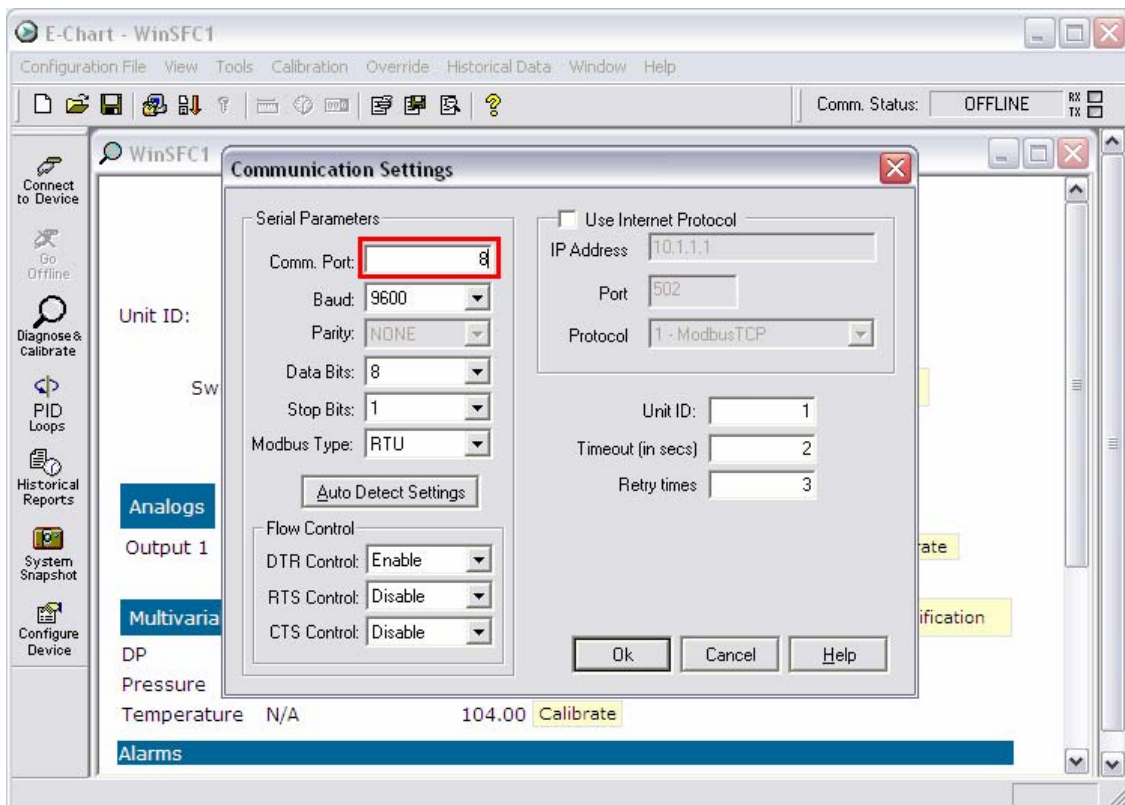 E-Chart - WinSFC1
Configuration File View Tools Calibration Override Historical Data Window Help
Comm. Status: OFFLINE RX
TX
Connect
to Device
Go
Offline
Diagnose &
Calibrate
PID
Loops
Historical
Reports
System
Snapshot
Configure
Device
WinSFC1
Unit ID:
Sw
Analogs
Output 1
rate
Multivaria
ification
DP
Pressure
Temperature N/A 104.00 Calibrate
Alarms
Communication Settings
Serial Parameters
Comm. Port: 8
Baud: 9600
Parity: NONE
Data Bits: 8
Stop Bits: 1
Modbus Type: RTU
Auto Detect Settings
Flow Control
DTR Control: Enable
RTS Control: Disable
CTS Control: Disable
Use Internet Protocol
IP Address 10.1.1.1
Port 502
Protocol 1 - ModbusTCP
Unit ID: 1
Timeout (in secs) 2
Retry times 3
Ok Cancel Help